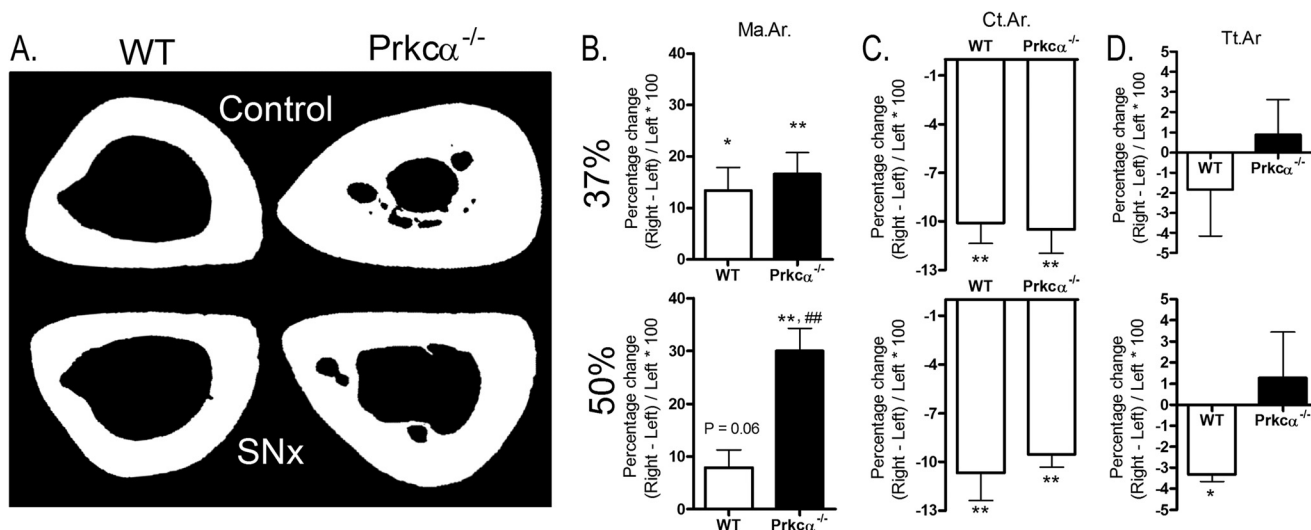 A.
WT
Prkcα-/-
Control
SNx
B.
Ma.Ar.
37%
Percentage change
(Right - Left) / Left * 100
40
30
20
10
0
*
**
WT
Prkcα-/-
50%
Percentage change
(Right - Left) / Left * 100
40
30
20
10
0
P = 0.06
**, ##
WT
Prkcα-/-
C.
Ct.Ar.
WT
Prkcα-/-
Percentage change
(Right - Left) / Left * 100
-1
-4
-7
-10
-13
**
**
WT
Prkcα-/-
Percentage change
(Right - Left) / Left * 100
-1
-4
-7
-10
-13
**
**
D.
Tt.Ar
Percentage change
(Right - Left) / Left * 100
5
4
3
2
1
0
-1
-2
-3
-4
-5
WT
Prkcα-/-
Percentage change
(Right - Left) / Left * 100
5
4
3
2
1
0
-1
-2
-3
-4
-5
WT
Prkcα-/-
*